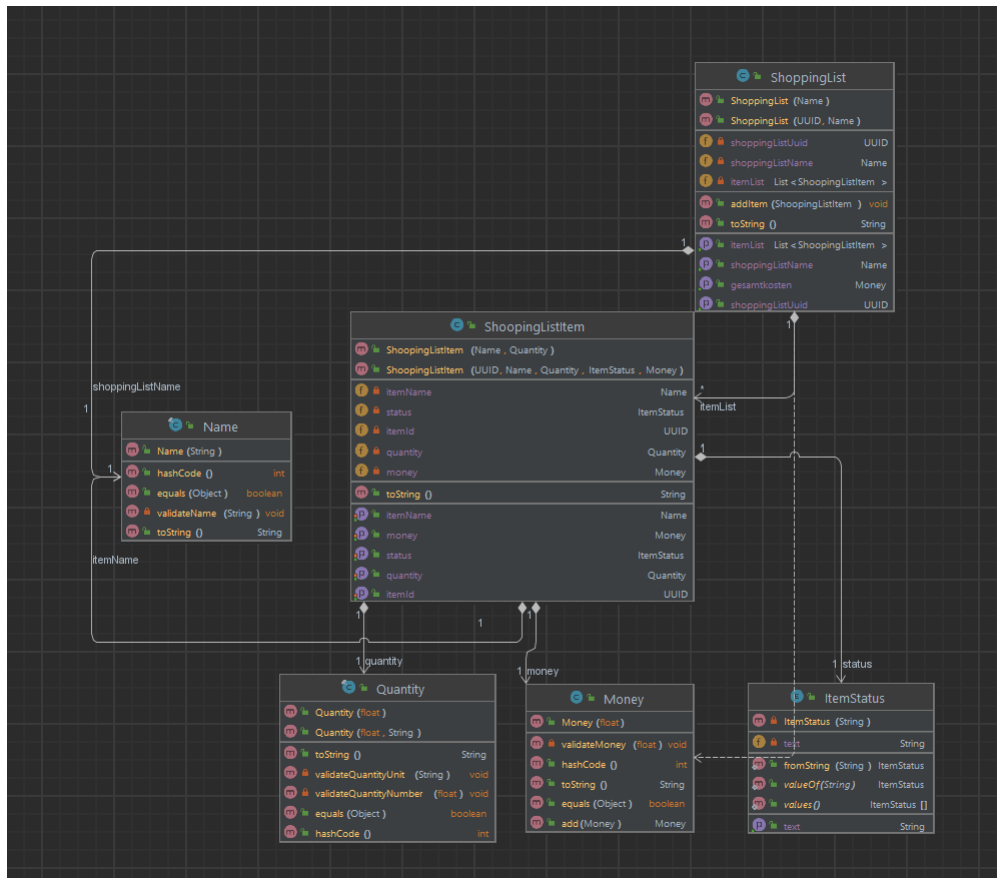 ShoppingList
ShoppingList (Name )
ShoppingList (UUID, Name )
shoppingListUuid UUID
shoppingListName Name
itemList List < ShoopingListItem >
addItem (ShoopingListItem ) void
toString () String
itemList List < ShoopingListItem >
shoppingListName Name
gesamtkosten Money
shoppingListUuid UUID
1
1
ShoopingListItem
ShoopingListItem (Name , Quantity )
ShoopingListItem (UUID, Name , Quantity , ItemStatus , Money )
itemName Name
status ItemStatus
itemId UUID
quantity Quantity
money Money
toString () String
itemName Name
money Money
status ItemStatus
quantity Quantity
itemId UUID
*
itemList
1
shoppingListName
1
Name
Name (String )
hashCode () int
equals (Object ) boolean
validateName (String ) void
toString () String
1
itemName
1
1
1
1 quantity
1 money
1 status
Quantity
Quantity (float )
Quantity (float , String )
toString () String
validateQuantityUnit (String ) void
validateQuantityNumber (float ) void
equals (Object ) boolean
hashCode () int
Money
Money (float )
validateMoney (float ) void
hashCode () int
toString () String
equals (Object ) boolean
add (Money ) Money
ItemStatus
ItemStatus (String )
text String
fromString (String ) ItemStatus
valueOf(String) ItemStatus
values() ItemStatus []
text String